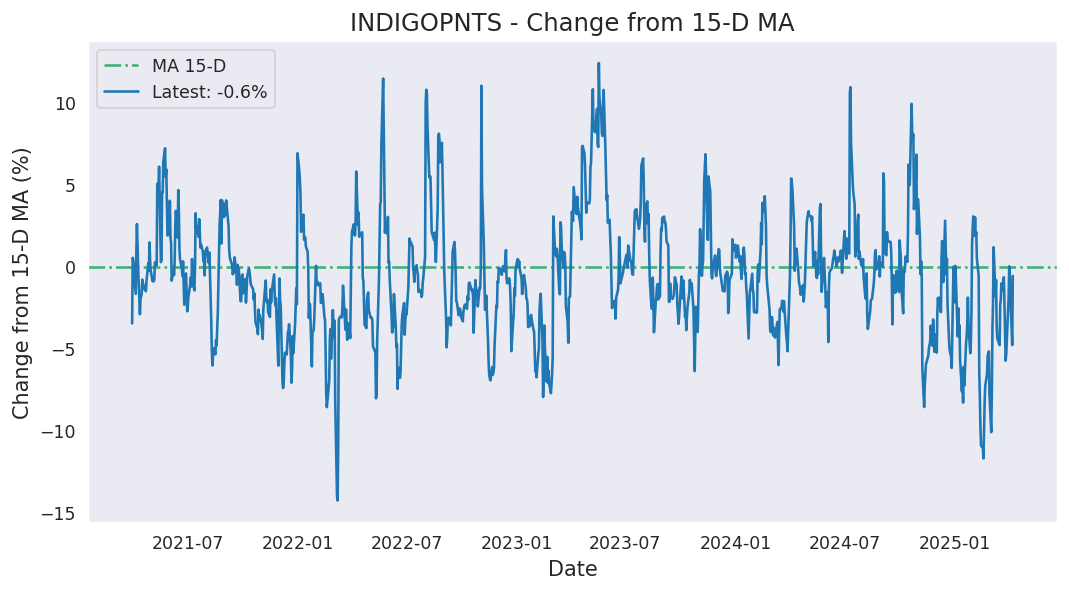 INDIGOPNTS - Change from 15-D MA
MA 15-D
Latest: -0.6%
Change from 15-D MA (%)
10
5
0
−5
−10
−15
2021-07
2022-01
2022-07
2023-01
2023-07
2024-01
2024-07
2025-01
Date